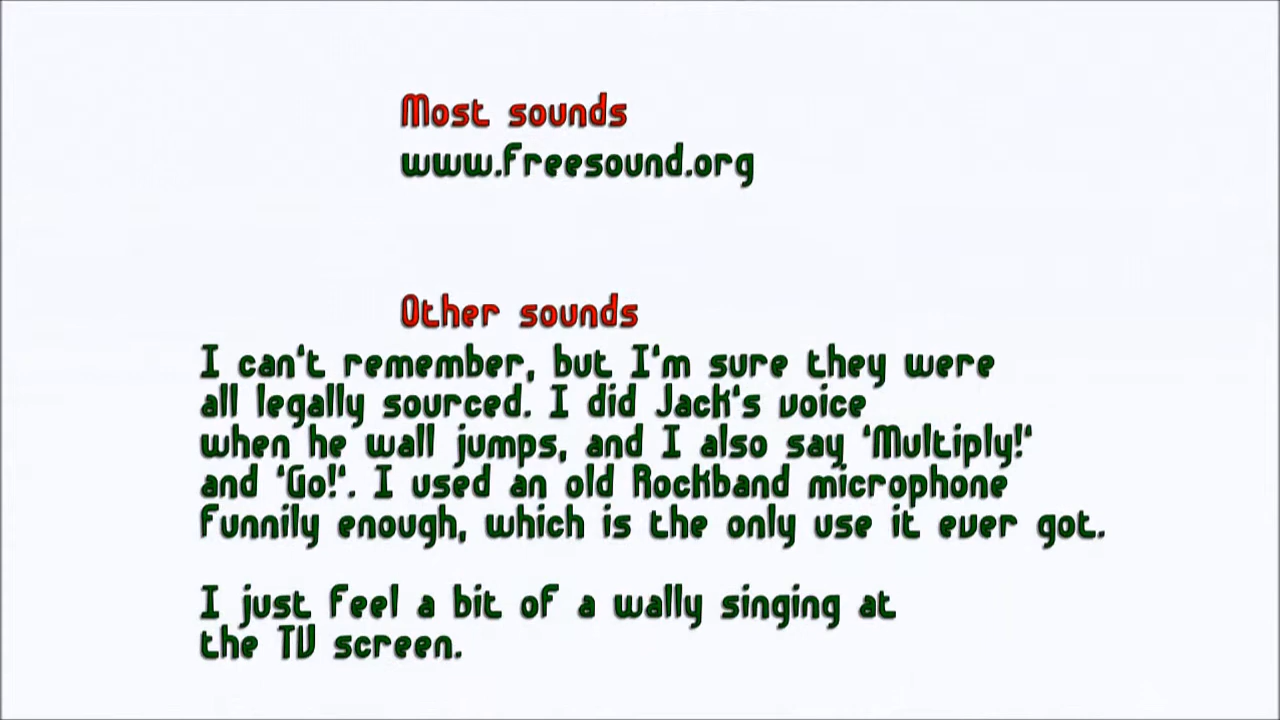 Most sounds
www.freesound.org
Other sounds
I can't remember, but I'm sure they were
all legally sourced. I did Jack's voice
when he wall jumps, and I also say 'Multiply!'
and 'Go!'. I used an old Rockband microphone
funnily enough, which is the only use it ever got.
I just feel a bit of a wally singing at
the TV screen.